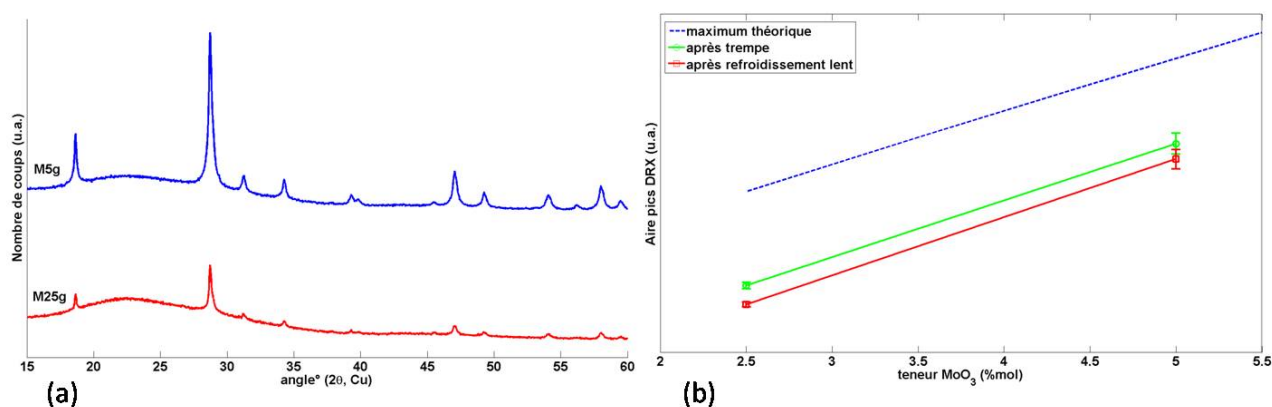 Nombre de coups (u.a.)
M5g
M25g
15 20 25 30 35 40 45 50 55 60
angle° (2θ, Cu)
(a)
Aire pics DRX (u.a.)
maximum théorique
après trempe
après refroidissement lent
2 2.5 3 3.5 4 4.5 5 5.5
teneur MoO₃ (%mol)
(b)